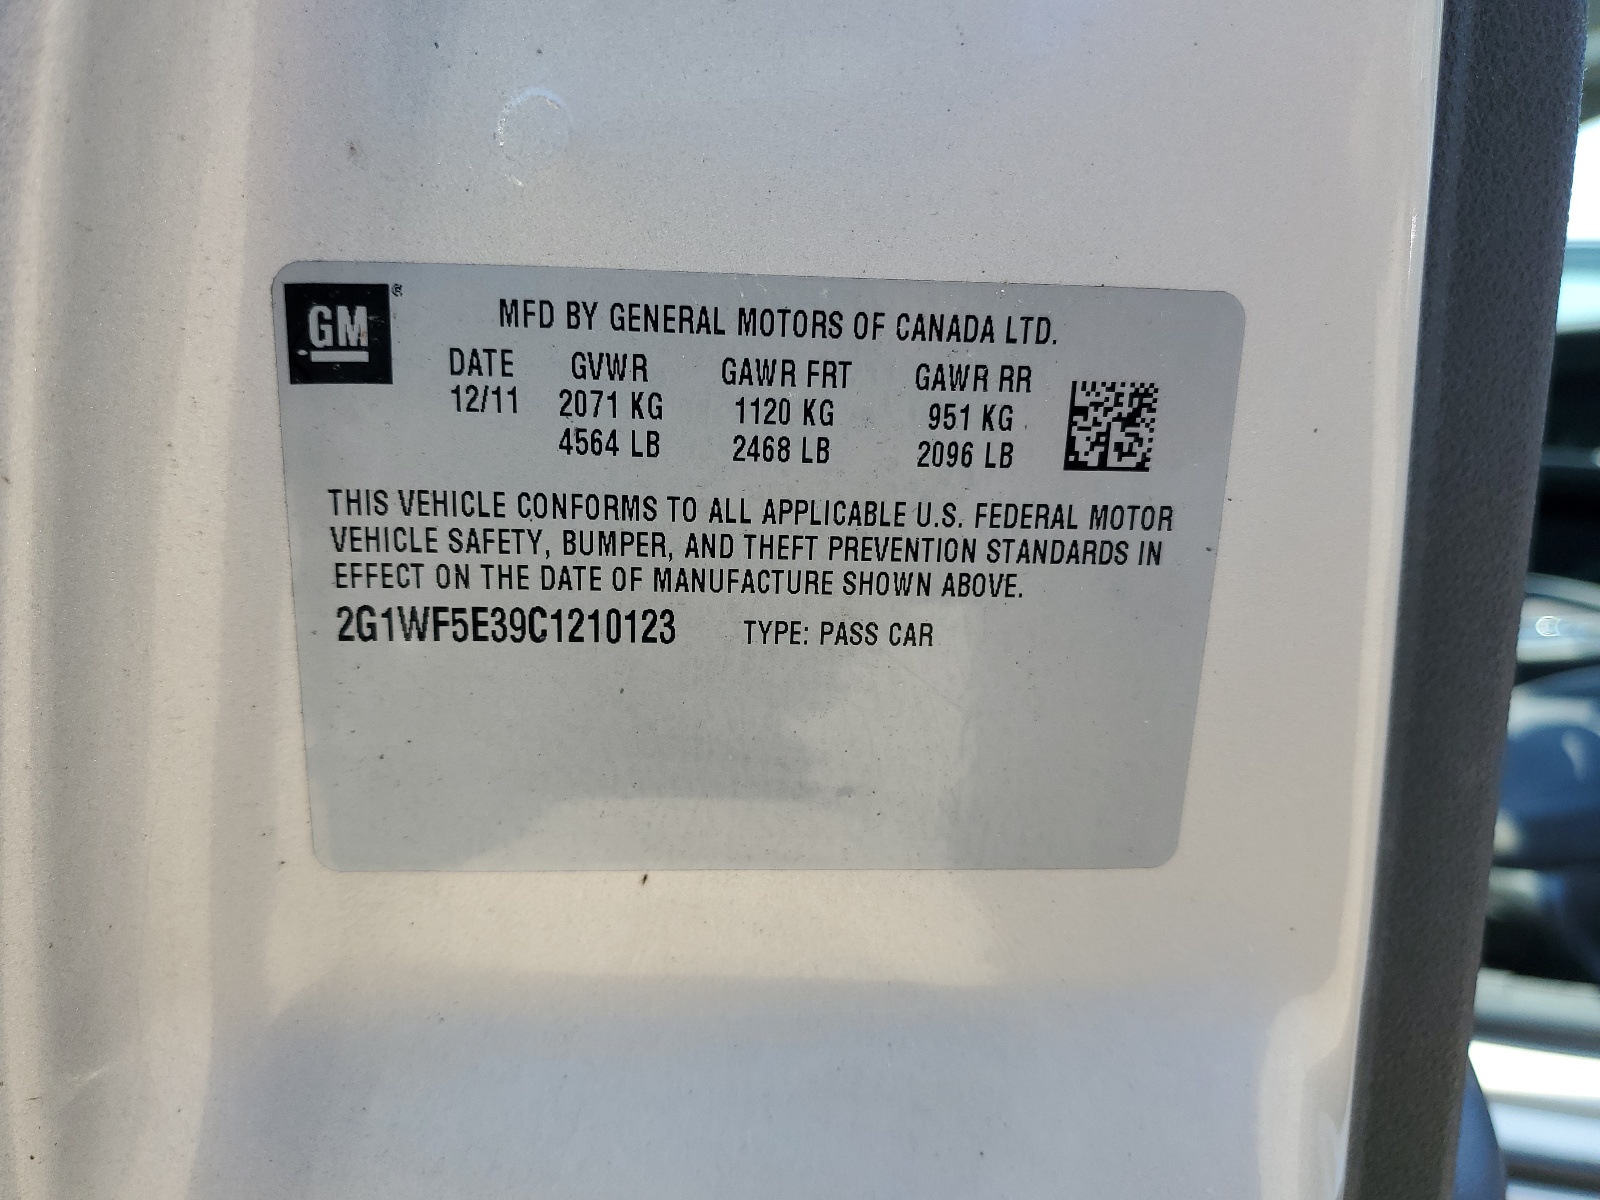 GM ®
MFD BY GENERAL MOTORS OF CANADA LTD.
DATE GVWR GAWR FRT GAWR RR
12/11 2071 KG 1120 KG 951 KG
4564 LB 2468 LB 2096 LB
THIS VEHICLE CONFORMS TO ALL APPLICABLE U.S. FEDERAL MOTOR
VEHICLE SAFETY, BUMPER, AND THEFT PREVENTION STANDARDS IN
EFFECT ON THE DATE OF MANUFACTURE SHOWN ABOVE.
2G1WF5E39C1210123 TYPE: PASS CAR